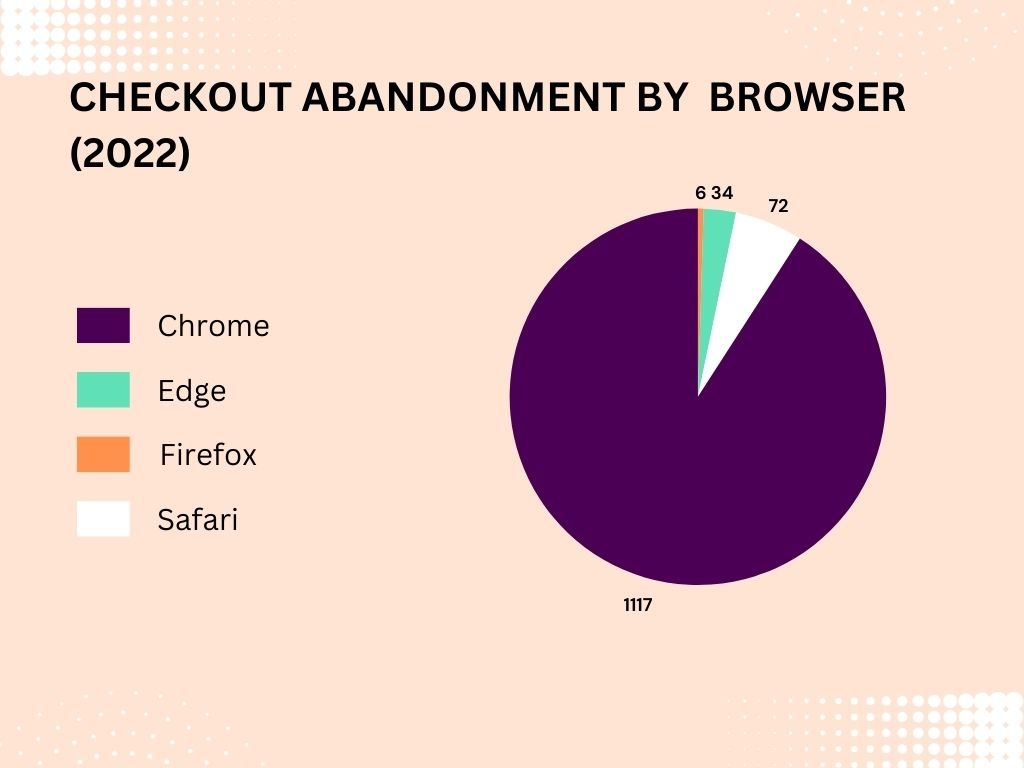 CHECKOUT ABANDONMENT BY BROWSER
(2022)
6 34
72
Chrome
Edge
Firefox
Safari
1117